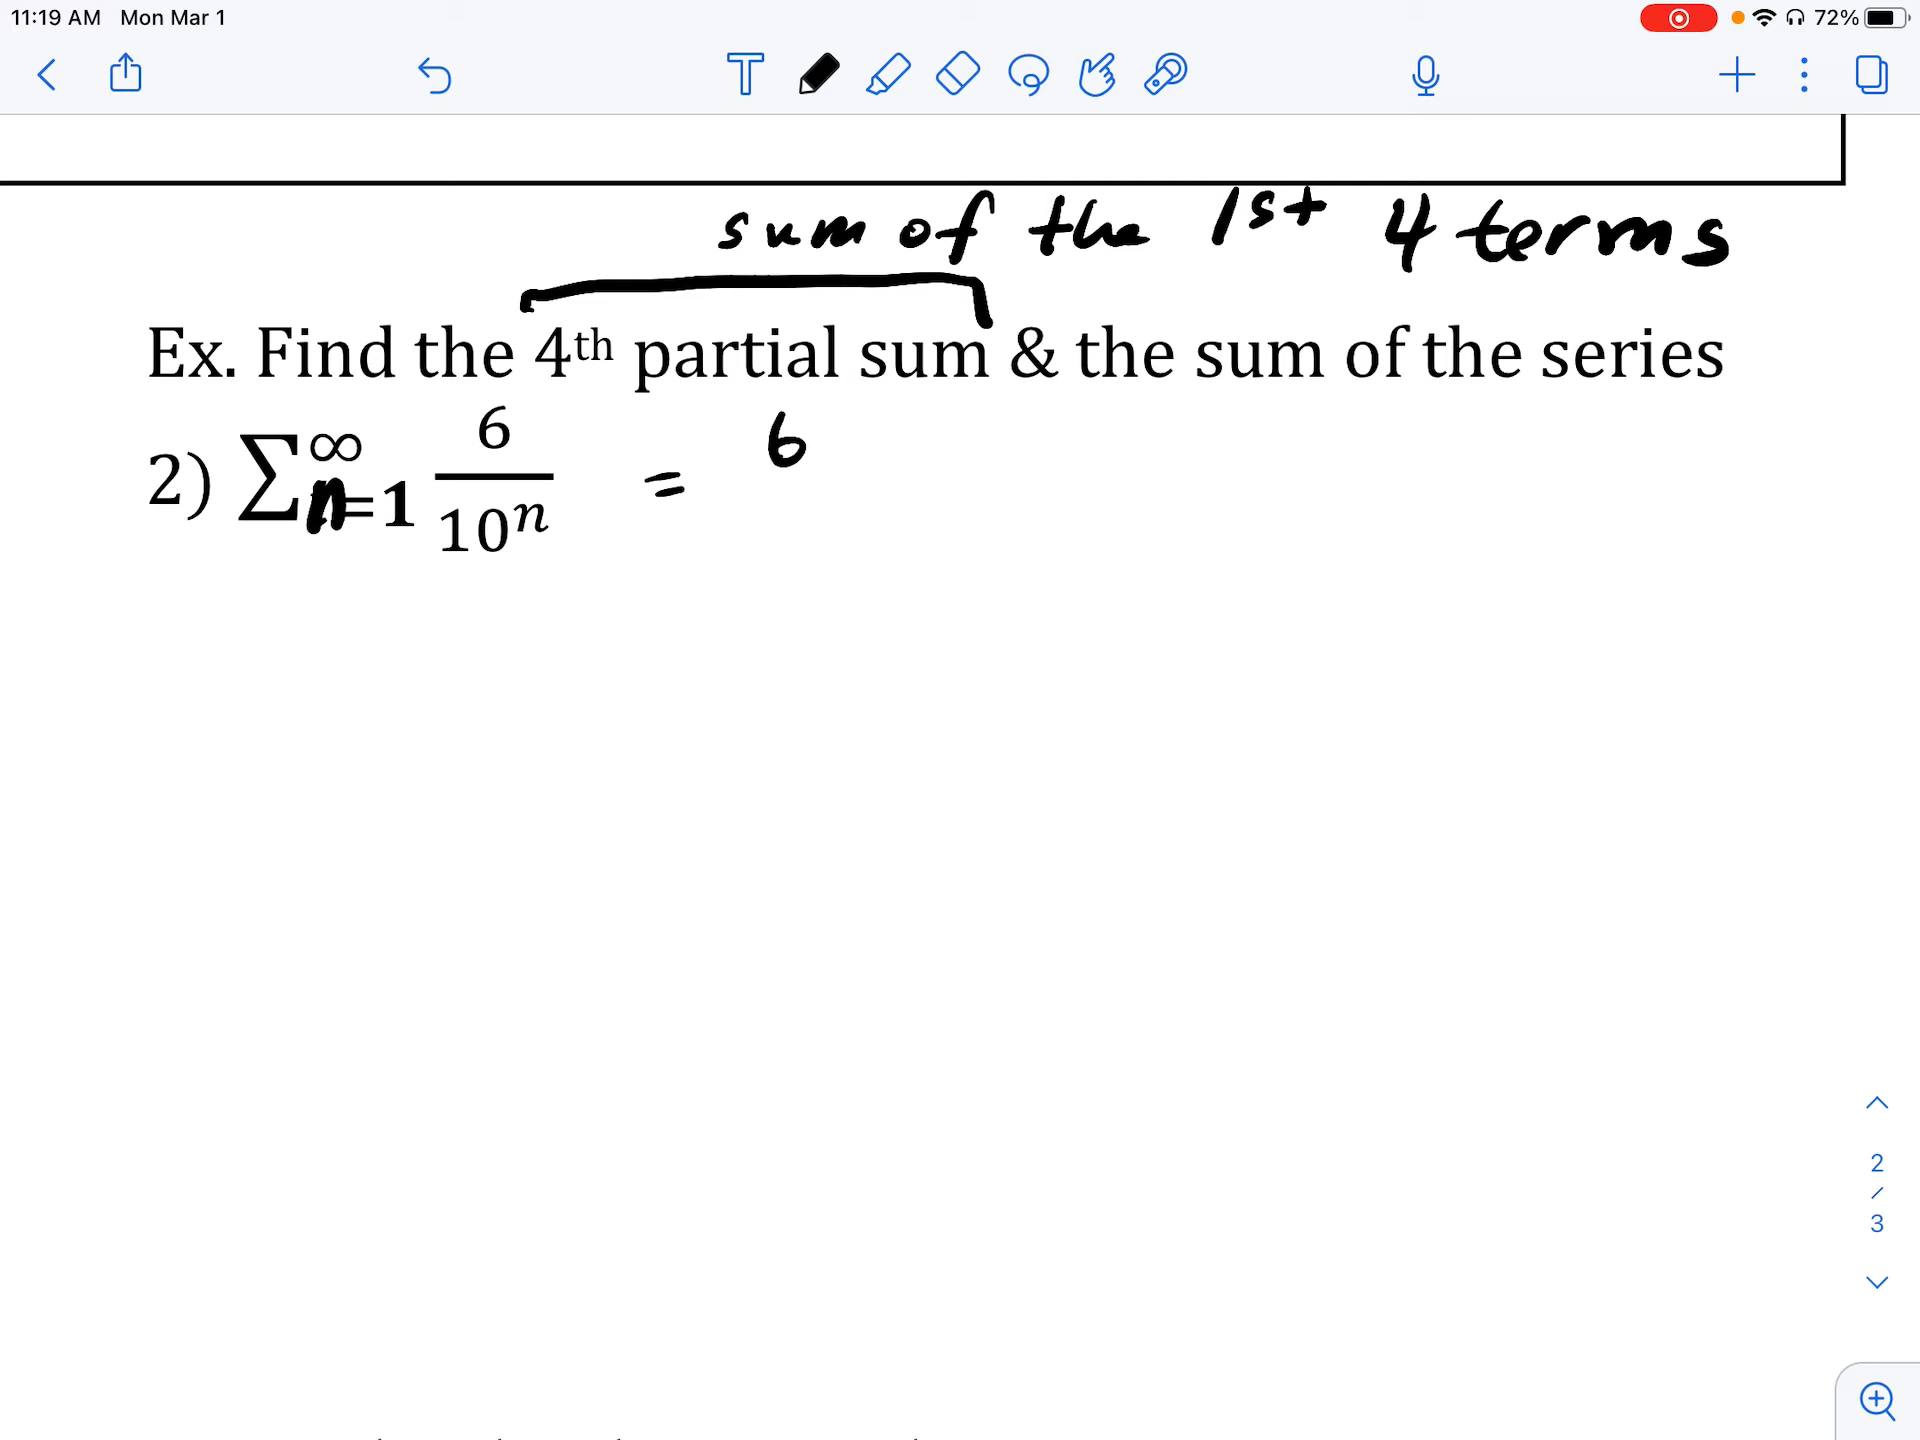 11:19 AM Mon Mar 1 72%
T
sum of the 1st 4 terms
Ex. Find the 4th partial sum & the sum of the series
2) ∑_{n=1}^{∞} 6/10^n = 6
2
/
3